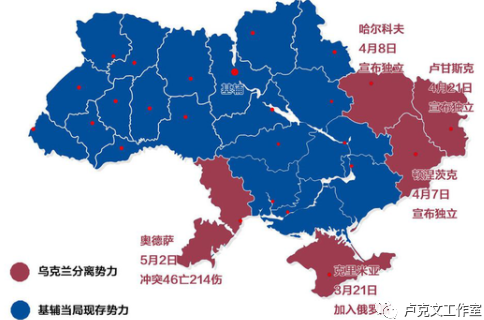 哈尔科夫
4月8日
宣布独立
卢甘斯克
4月21日
宣布独立
基辅
顿涅茨克
4月7日
宣布独立
奥德萨
5月2日
冲突46亡214伤
克里米亚
3月21日
加入俄罗
乌克兰分离势力
基辅当局现存势力
卢克文工作室